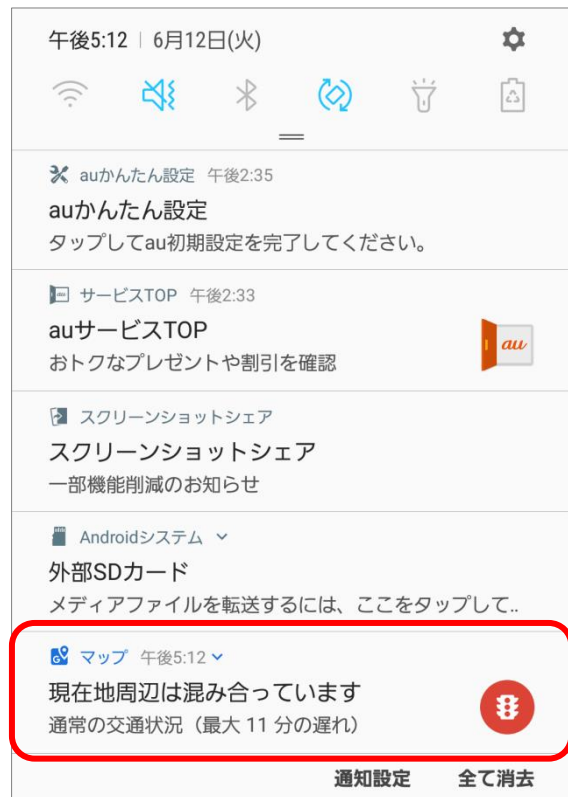 午後5:12 | 6月12日(火)
auかんたん設定 午後2:35
auかんたん設定
タップしてau初期設定を完了してください。
サービスTOP 午後2:33
auサービスTOP
おトクなプレゼントや割引を確認
au
スクリーンショットシェア
スクリーンショットシェア
一部機能削減のお知らせ
Androidシステム
外部SDカード
メディアファイルを転送するには、ここをタップして..
マップ 午後5:12
現在地周辺は混み合っています
通常の交通状況（最大 11 分の遅れ）
通知設定 全て消去